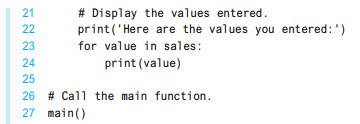 21 # Display the values entered.
22 print('Here are the values you entered:')
23 for value in sales:
24 print(value)
25
26 # Call the main function.
27 main()